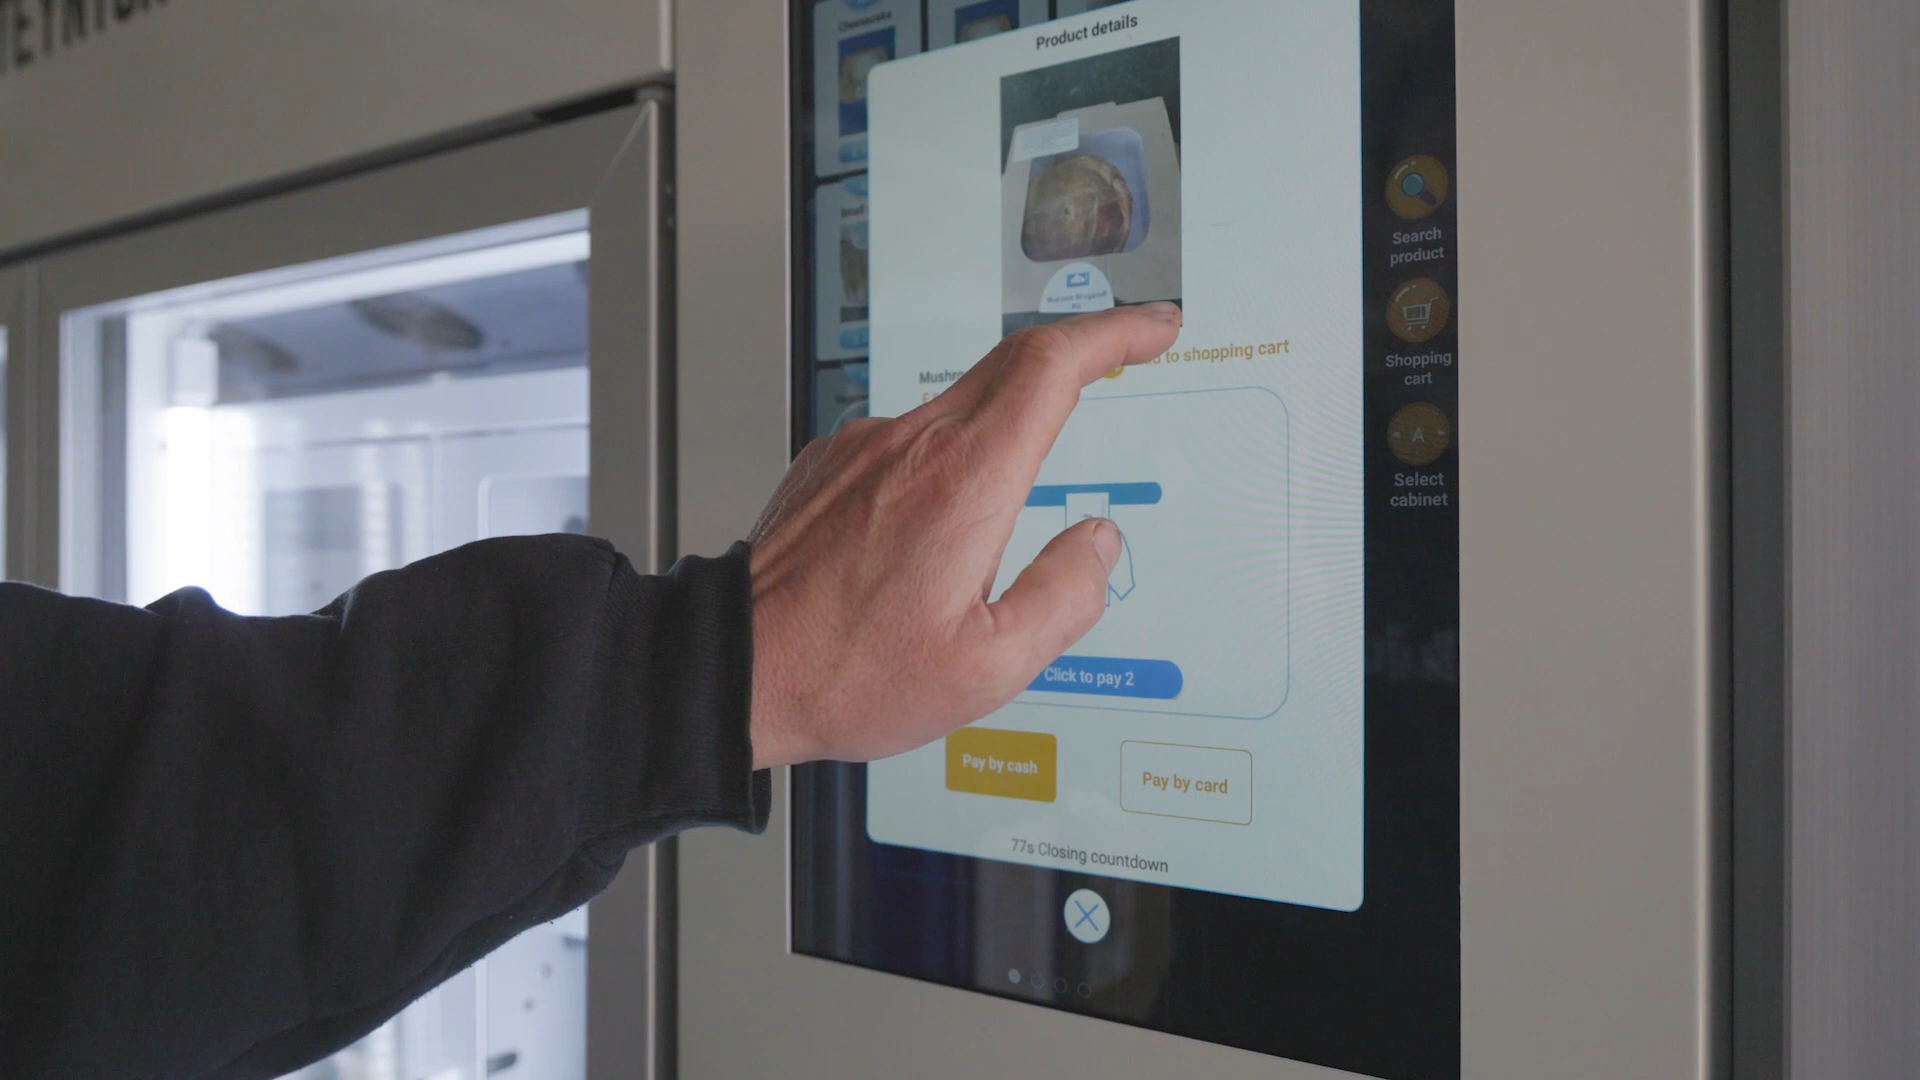 Cheesecake
Product details
Search
product
to shopping cart
Shopping
cart
Select
cabinet
Click to pay 2
Pay by cash
Pay by card
77s Closing countdown